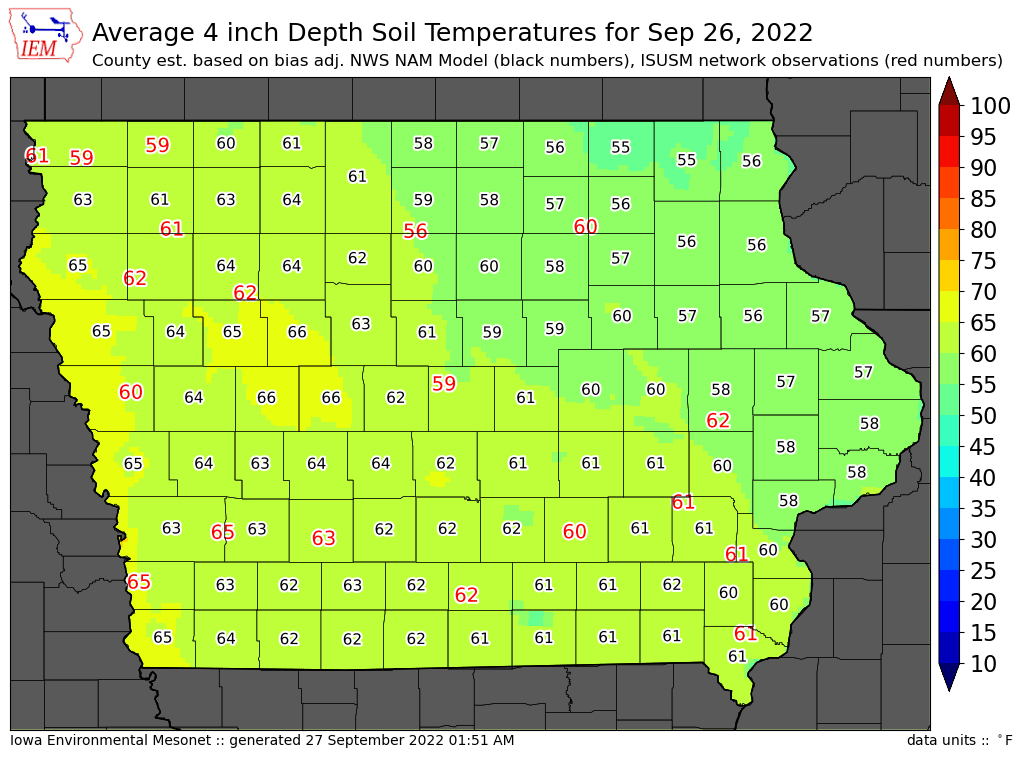 IEM
Average 4 inch Depth Soil Temperatures for Sep 26, 2022
County est. based on bias adj. NWS NAM Model (black numbers), ISUSM network observations (red numbers)
61 59 59 60 61 61 58 57 56 55 55 56
63 61 63 64 59 58 57 56
61 56 60
65 62 64 64 62 60 60 58 57 56 56
62
65 64 65 66 63 61 59 59 60 57 56 57
60 64 66 66 62 59 61 60 60 58 57 57
62 58
65 64 63 64 64 62 61 61 61 60 58 58
61 58
63 65 63 63 62 62 62 60 61 61 61 60
65 63 62 63 62 62 61 61 62 60 60
65 64 62 62 62 61 61 61 61 61
61
100
95
90
85
80
75
70
65
60
55
50
45
40
35
30
25
20
15
10
Iowa Environmental Mesonet :: generated 27 September 2022 01:51 AM
data units :: °F